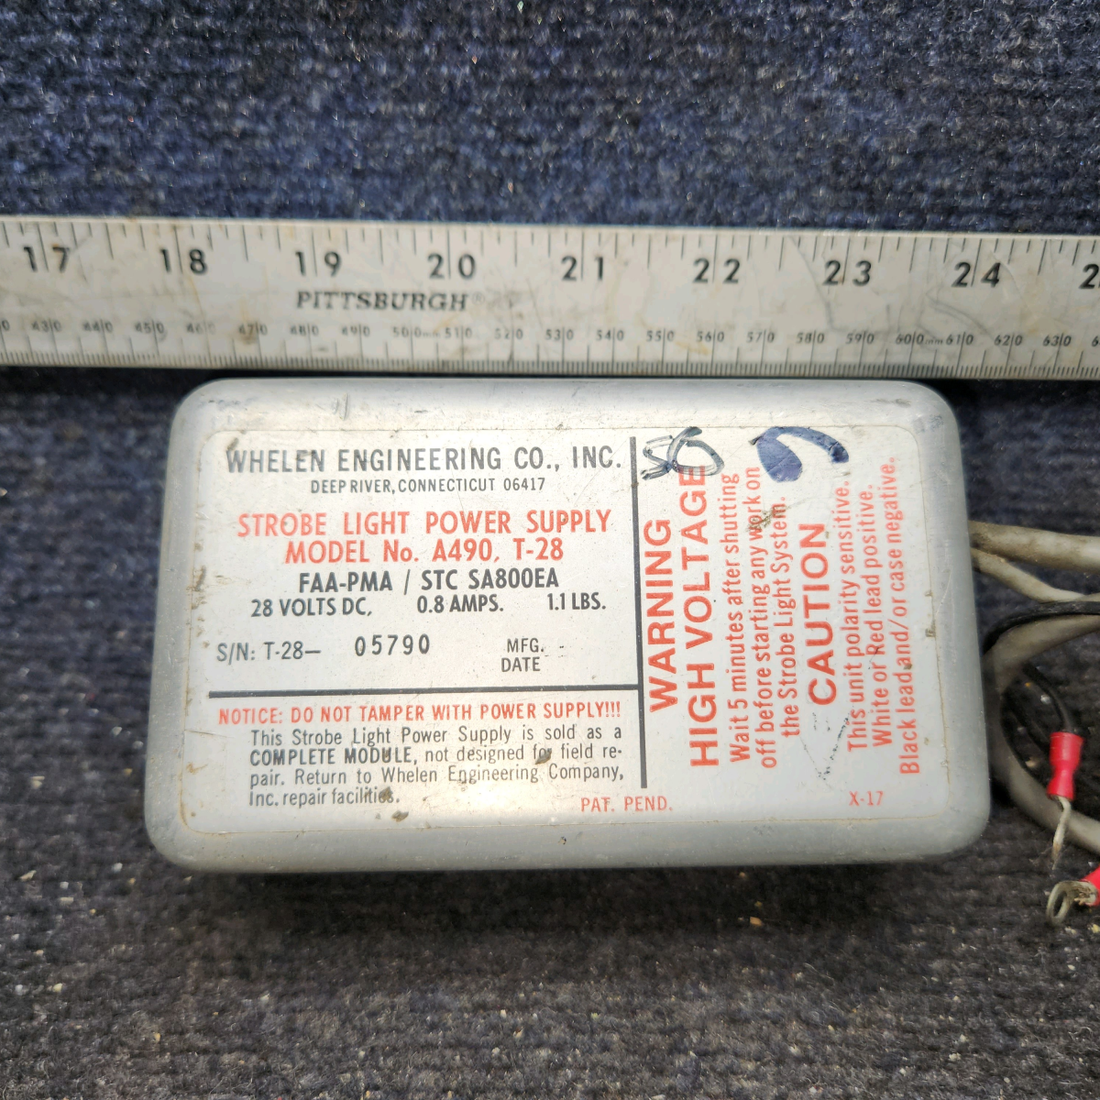 17 18 19 20 21 22 23 24
PITTSBURGH
WHELEN ENGINEERING CO., INC.
DEEP RIVER, CONNECTICUT 06417
STROBE LIGHT POWER SUPPLY
MODEL No. A490, T-28
FAA-PMA / STC SA800EA
28 VOLTS DC, 0.8 AMPS. 1.1 LBS.
S/N: T-28— 05790 MFG.
DATE
NOTICE: DO NOT TAMPER WITH POWER SUPPLY!!!
This Strobe Light Power Supply is sold as a
COMPLETE MODULE, not designed for field re-
pair. Return to Whelen Engineering Company,
Inc. repair facilities.
PAT. PEND.
WARNING
HIGH VOLTAGE
Wait 5 minutes after shutting
off before starting any work on
the Strobe Light System.
CAUTION
This unit polarity sensitive.
White or Red lead positive.
Black lead and/or case negative.
X-17